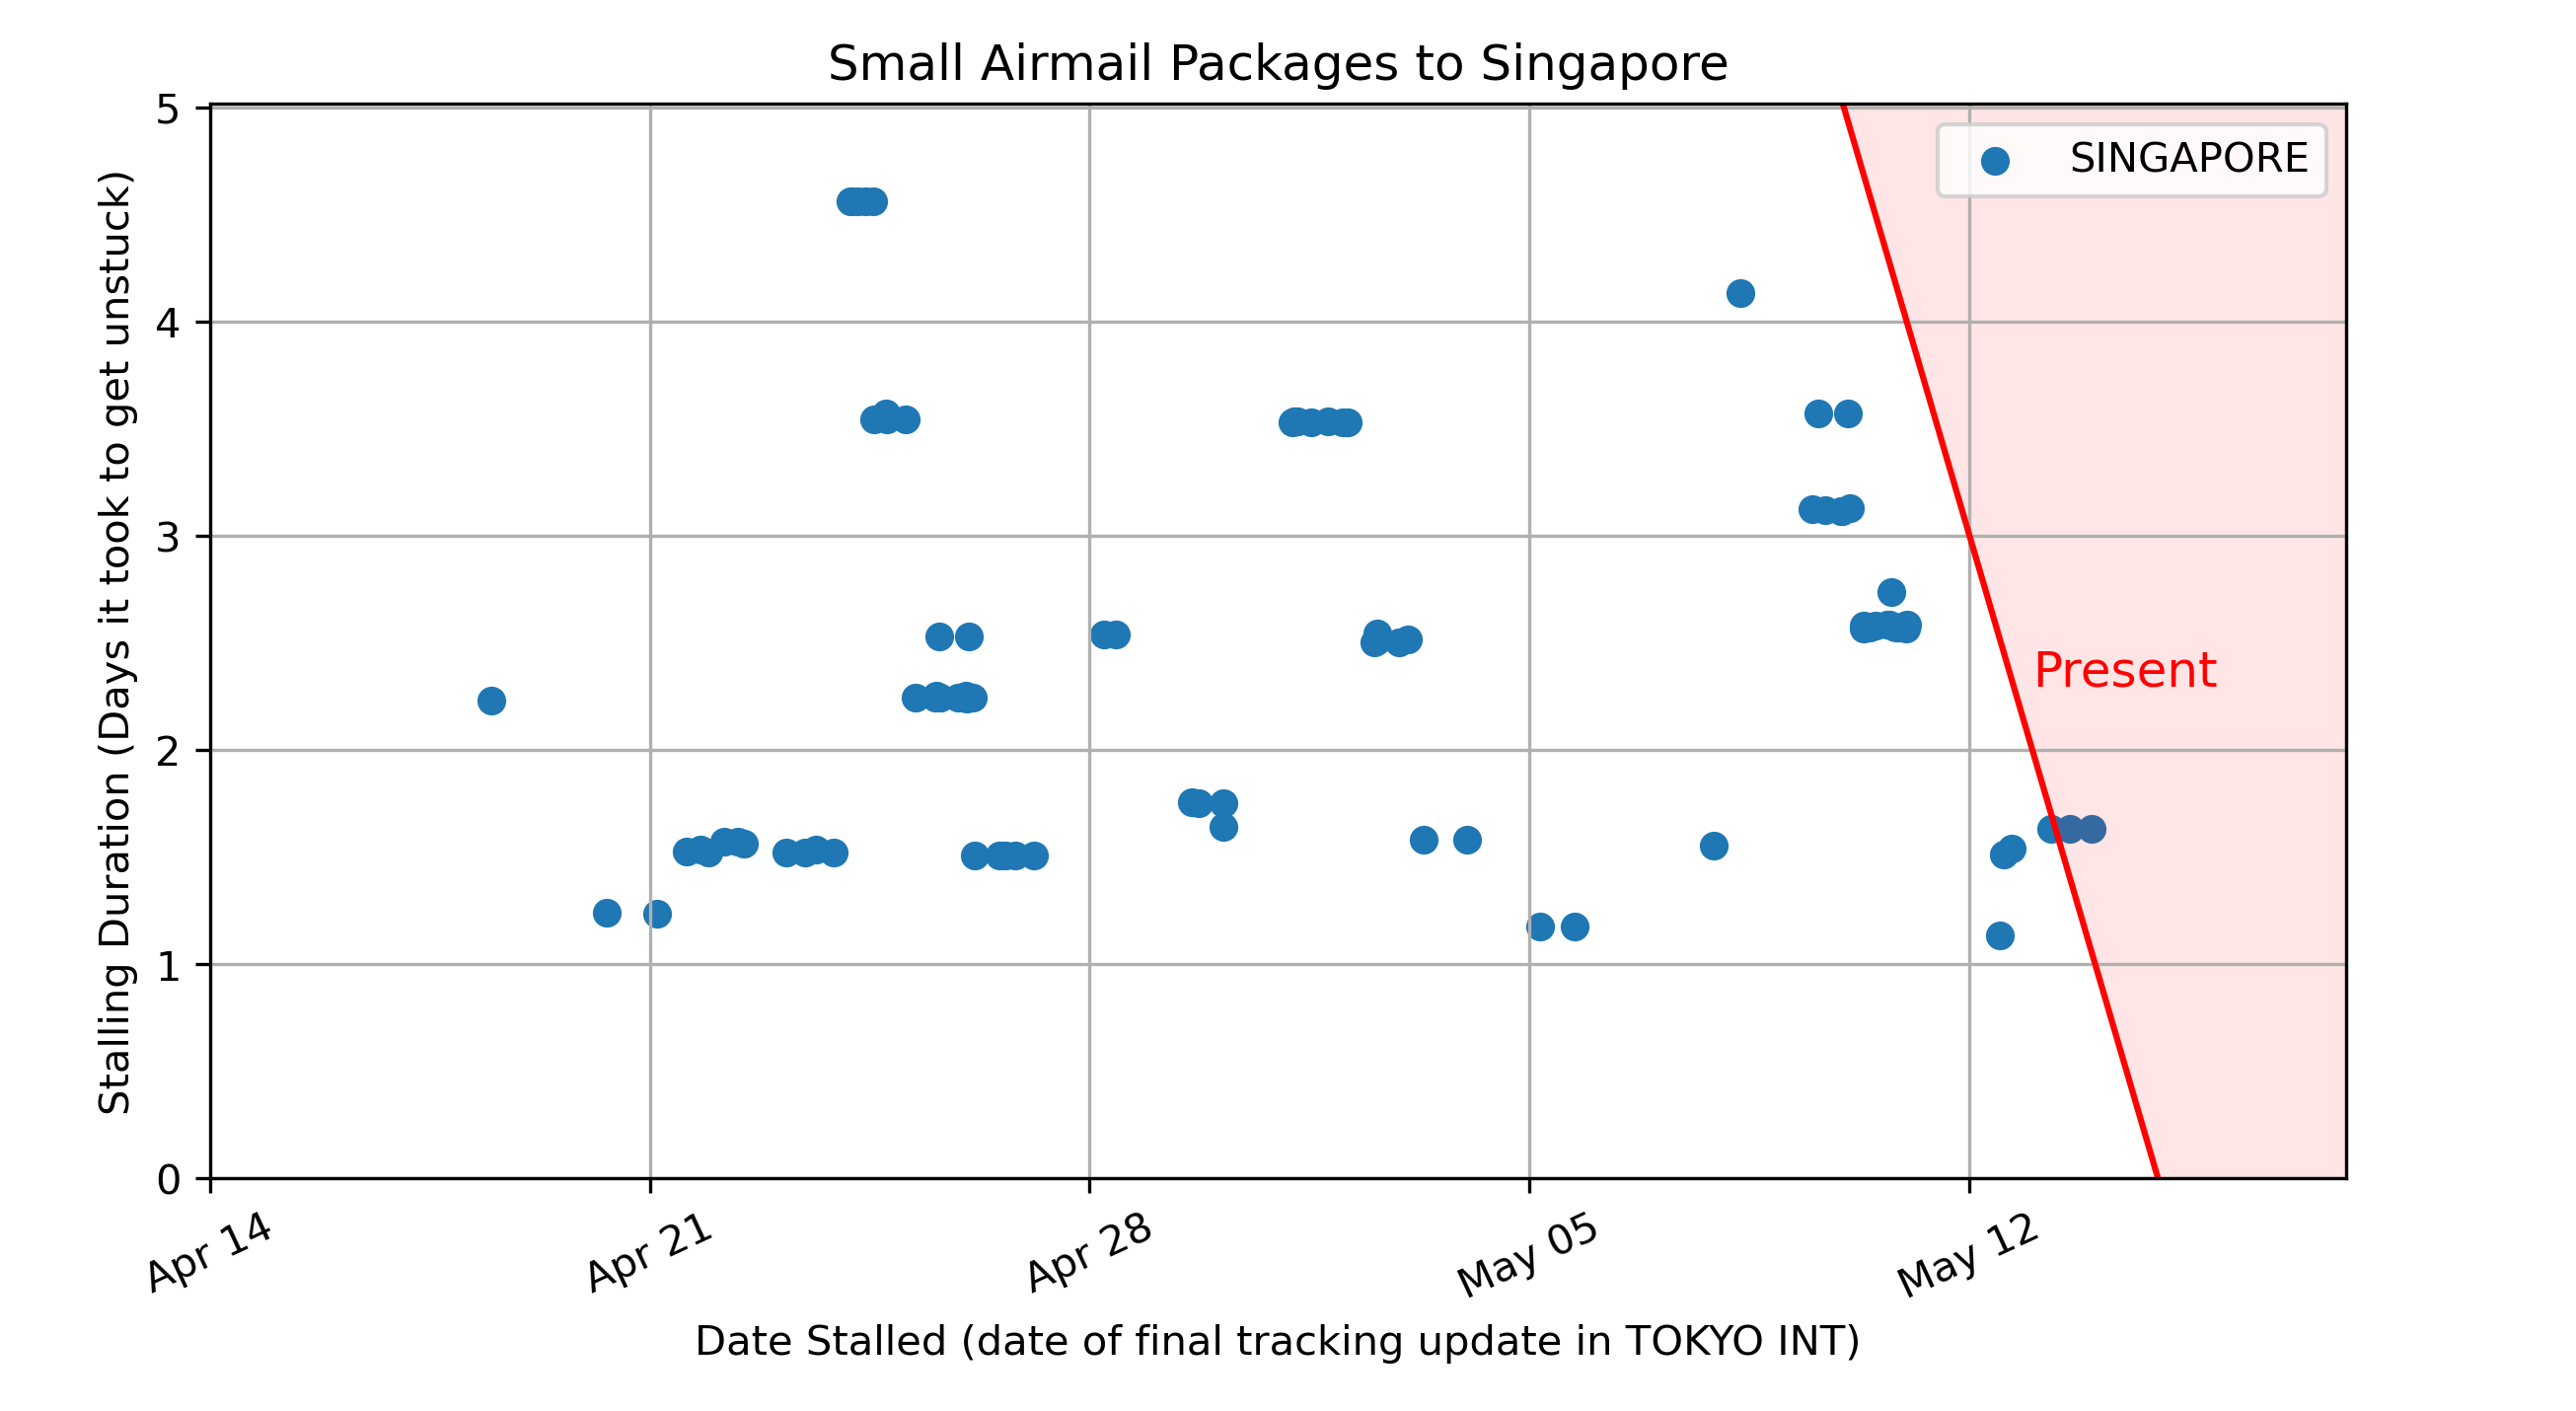 Small Airmail Packages to Singapore
Stalling Duration (Days it took to get unstuck)
5
4
3
2
1
0
SINGAPORE
Present
Apr 14
Apr 21
Apr 28
May 05
May 12
Date Stalled (date of final tracking update in TOKYO INT)